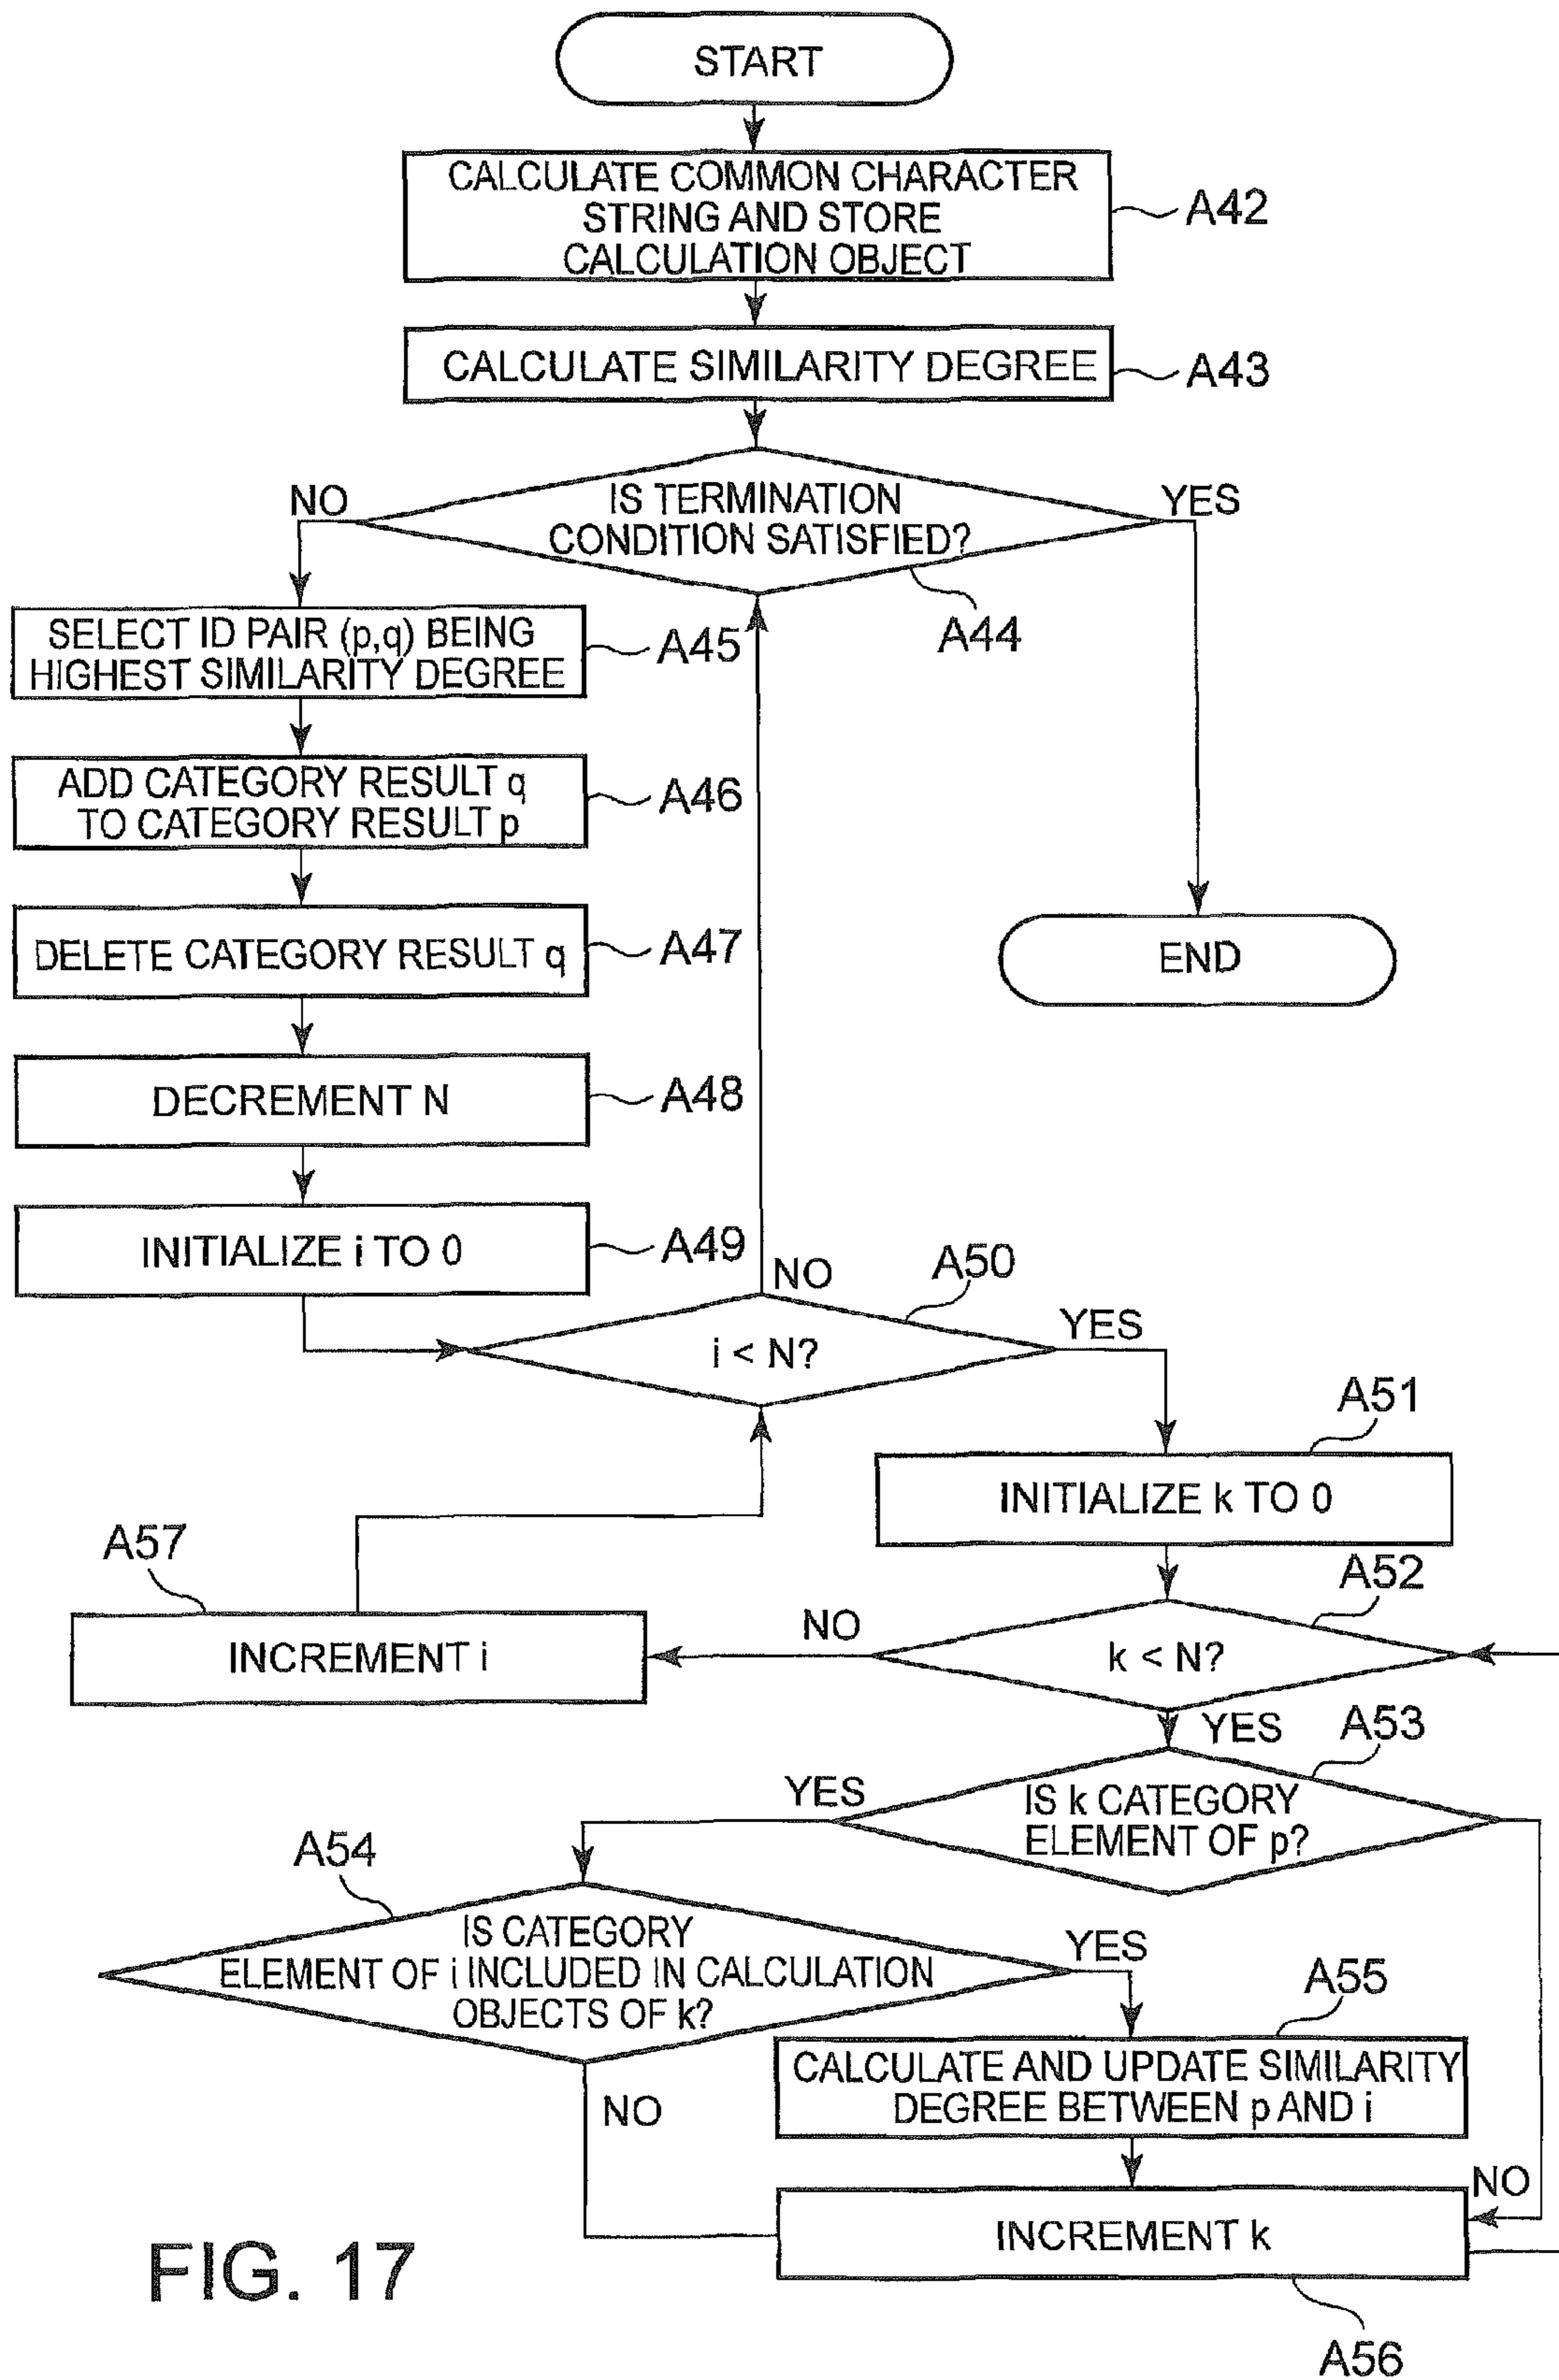 START
CALCULATE COMMON CHARACTER
STRING AND STORE
CALCULATION OBJECT
A42
CALCULATE SIMILARITY DEGREE
A43
NO
IS TERMINATION
CONDITION SATISFIED?
YES
A44
SELECT ID PAIR (p,q) BEING
HIGHEST SIMILARITY DEGREE
A45
ADD CATEGORY RESULT q
TO CATEGORY RESULT p
A46
DELETE CATEGORY RESULT q
A47
END
DECREMENT N
A48
INITIALIZE i TO 0
A49
NO
A50
i < N?
YES
A51
INITIALIZE k TO 0
A57
INCREMENT i
A52
NO
k < N?
YES
A53
YES
IS k CATEGORY
ELEMENT OF p?
A54
IS CATEGORY
ELEMENT OF i INCLUDED IN CALCULATION
OBJECTS OF k?
YES
A55
CALCULATE AND UPDATE SIMILARITY
DEGREE BETWEEN p AND i
NO
NO
INCREMENT k
A56
FIG. 17